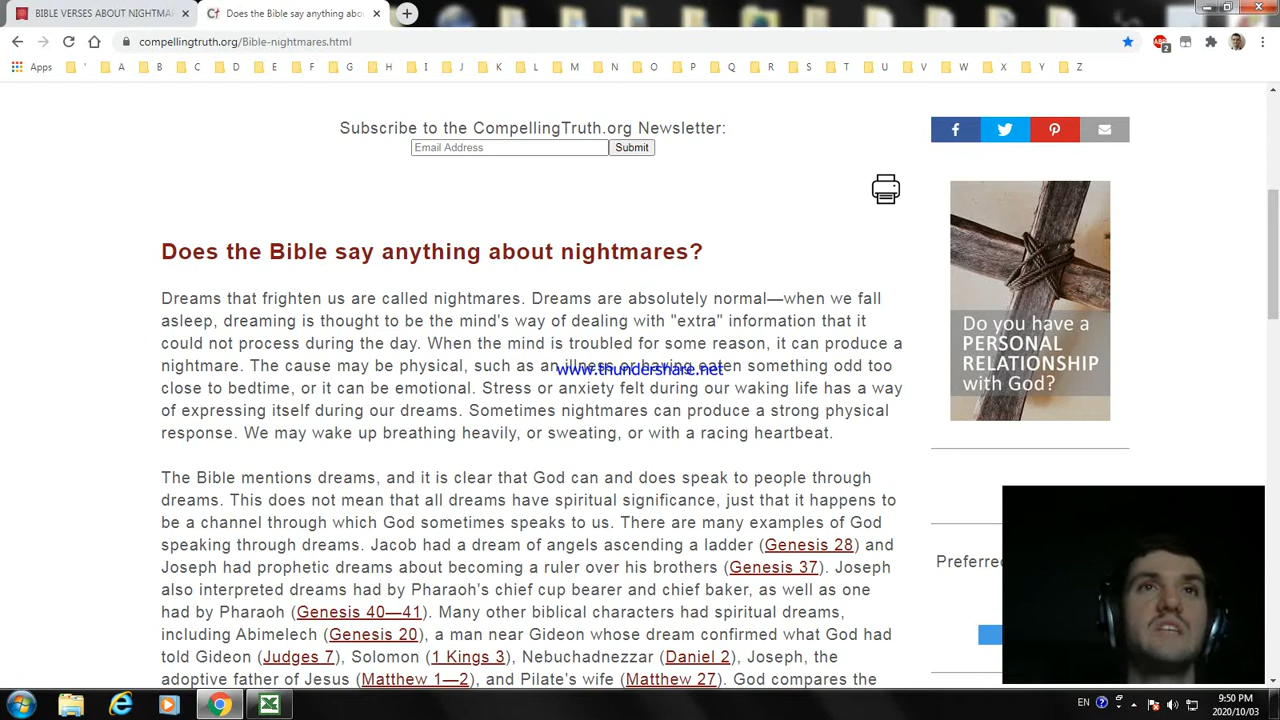 BIBLE VERSES ABOUT NIGHTMAR
Does the Bible say anything abou
compellingtruth.org/Bible-nightmares.html
2
Apps ' A B C D E F G H I J K L M N O P Q R S T U V W X Y Z
Subscribe to the CompellingTruth.org Newsletter:
Email Address Submit
Does the Bible say anything about nightmares?
Dreams that frighten us are called nightmares. Dreams are absolutely normal—when we fall
asleep, dreaming is thought to be the mind's way of dealing with "extra" information that it
could not process during the day. When the mind is troubled for some reason, it can produce a
nightmare. The cause may be physical, such as an illness or having eaten something odd too
www.thundershare.net
close to bedtime, or it can be emotional. Stress or anxiety felt during our waking life has a way
of expressing itself during our dreams. Sometimes nightmares can produce a strong physical
response. We may wake up breathing heavily, or sweating, or with a racing heartbeat.
The Bible mentions dreams, and it is clear that God can and does speak to people through
dreams. This does not mean that all dreams have spiritual significance, just that it happens to
be a channel through which God sometimes speaks to us. There are many examples of God
speaking through dreams. Jacob had a dream of angels ascending a ladder (Genesis 28) and
Joseph had prophetic dreams about becoming a ruler over his brothers (Genesis 37). Joseph
also interpreted dreams had by Pharaoh's chief cup bearer and chief baker, as well as one
had by Pharaoh (Genesis 40—41). Many other biblical characters had spiritual dreams,
including Abimelech (Genesis 20), a man near Gideon whose dream confirmed what God had
told Gideon (Judges 7), Solomon (1 Kings 3), Nebuchadnezzar (Daniel 2), Joseph, the
adoptive father of Jesus (Matthew 1—2), and Pilate's wife (Matthew 27). God compares the
Do you have a
PERSONAL
RELATIONSHIP
with God?
Preferred
EN
9:50 PM
2020/10/03